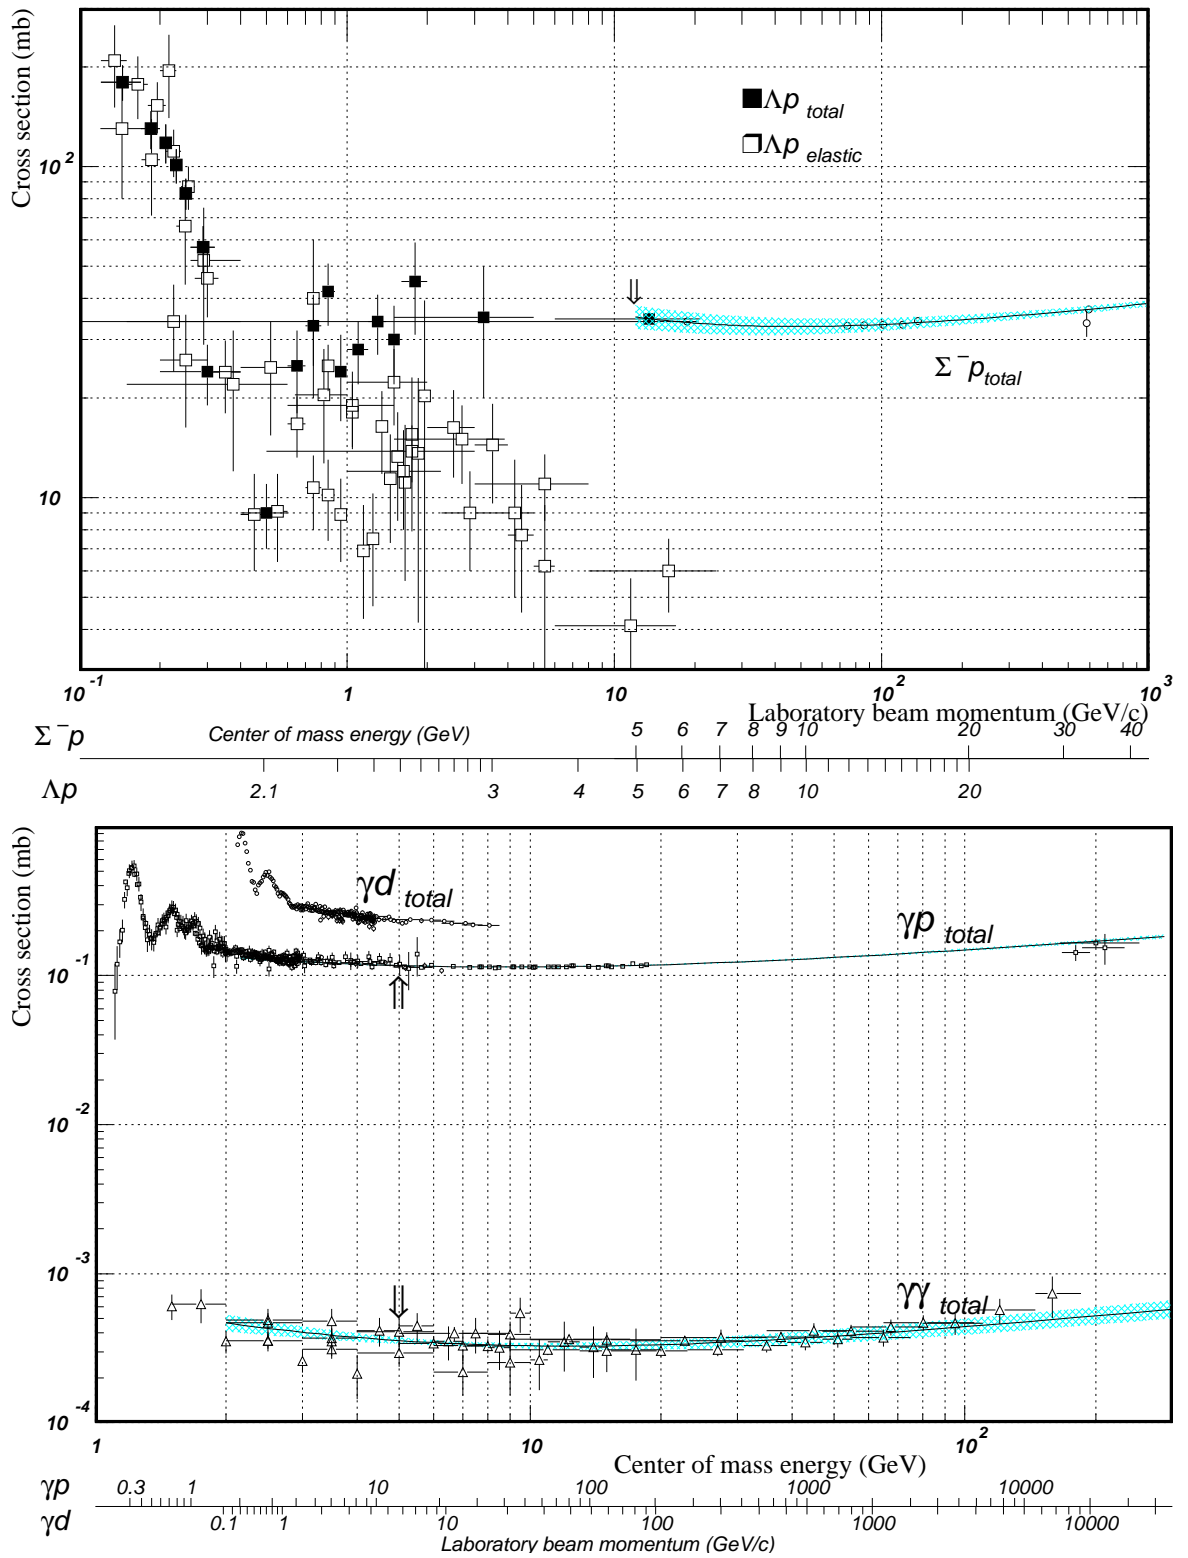 Cross section (mb)
Λp total
Λp elastic
10^2
⇓
Σ⁻p total
10
10^-1 1 10 10^2 10^3
Laboratory beam momentum (GeV/c)
Σ⁻p Center of mass energy (GeV) 5 6 7 8 9 10 20 30 40
Λp 2.1 3 4 5 6 7 8 10 20
Cross section (mb)
γd total
γp total
10^-1
⇑
10^-2
10^-3
⇓
γγ total
10^-4
1 10 10^2
Center of mass energy (GeV)
γp 0.3 1 10 100 1000 10000
γd 0.1 1 10 100 1000 10000
Laboratory beam momentum (GeV/c)